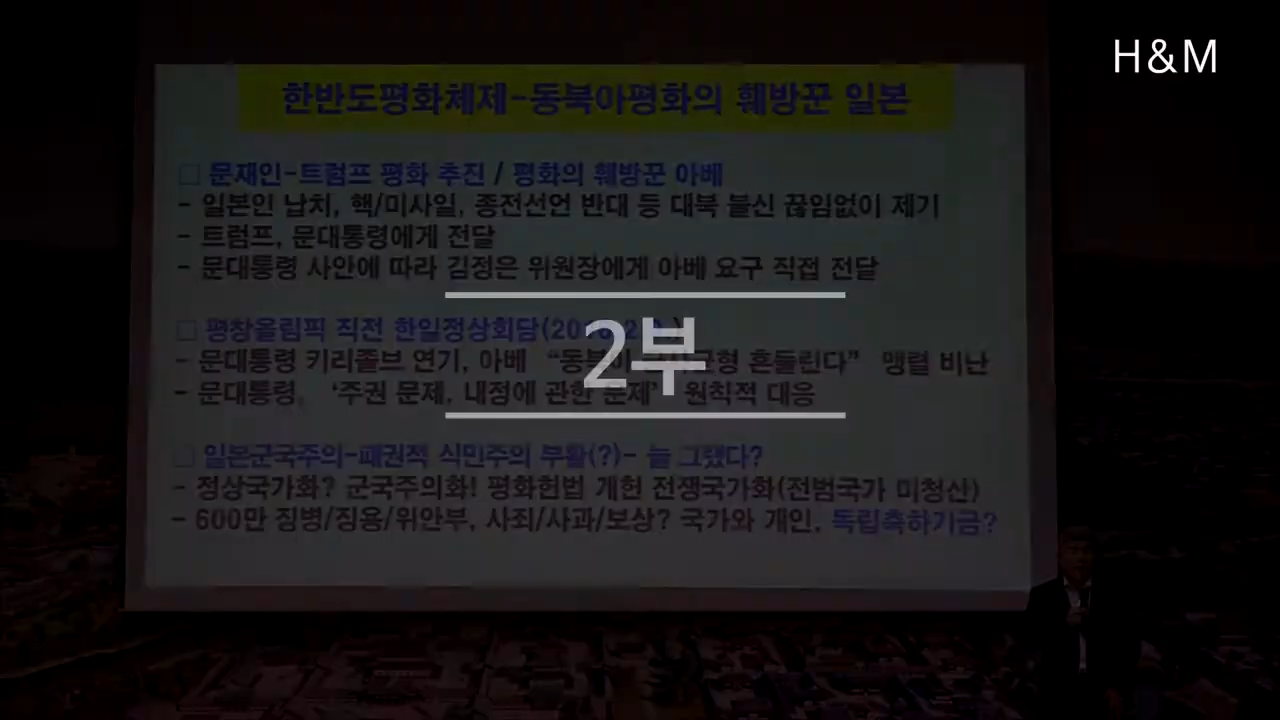 H&M
한반도평화체제-동북아평화의 훼방꾼 일본
□ 문재인-트럼프 평화 추진 / 평화의 훼방꾼 아베
- 일본인 납치, 핵/미사일, 종전선언 반대 등 대북 불신 끊임없이 제기
- 트럼프, 문대통령에게 전달
- 문대통령 사안에 따라 김정은 위원장에게 아베 요구 직접 전달
□ 평창올림픽 직전 한일정상회담
- 문대통령 키리졸브 연기, 아베 균형 흔들린다” 맹렬 비난
2부
- 문대통령, ‘주권 문제, 내정에 관한 문제’ 원칙적 대응
□ 일본군국주의-패권적 식민주의 부활(?)- 늘 그랬다?
- 정상국가화? 군국주의화! 평화헌법 개헌 전쟁국가화(전범국가 미청산)
- 600만 징병/징용/위안부, 사죄/사과/보상? 국가와 개인, 독립축하기금?